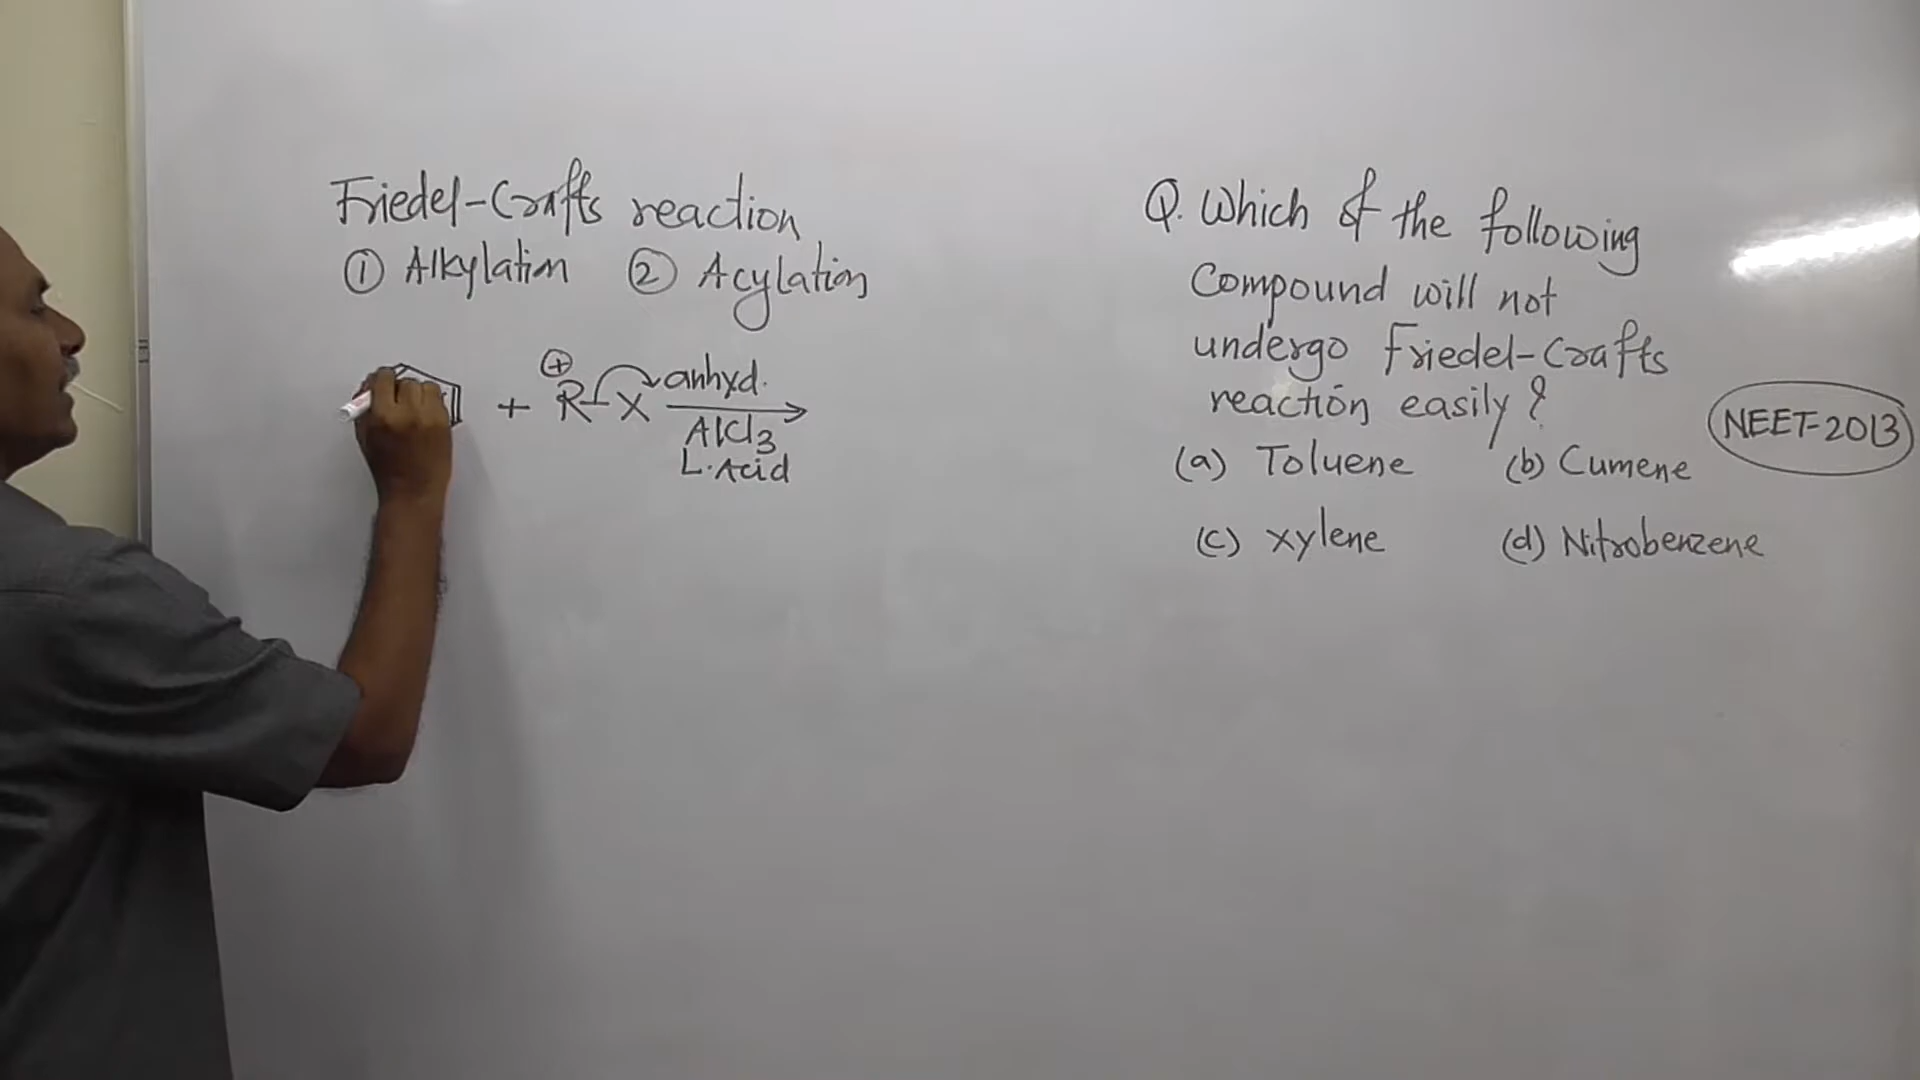 Friedel-Crafts reaction
① Alkylation ② Acylation
+ R-X anhyd.
⊕
AlCl3
L.Acid
Q. Which of the following
Compound will not
undergo Friedel-Crafts
reaction easily?
NEET-2013
(a) Toluene (b) Cumene
(c) xylene (d) Nitrobenzene